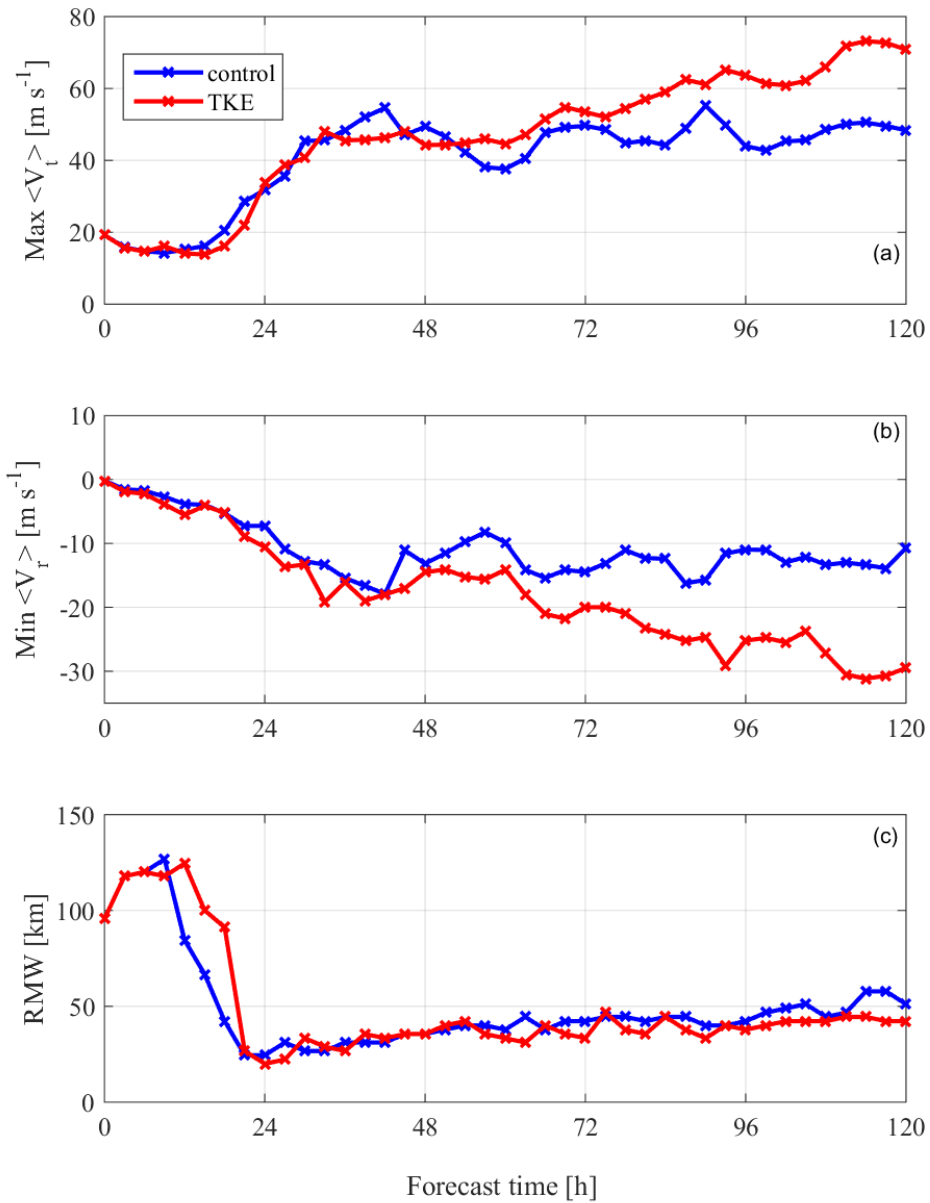 80
60
40
20
0
Max <V_t> [m s^-1]
control
TKE
(a)
0 24 48 72 96 120
10
0
-10
-20
-30
Min <V_r> [m s^-1]
(b)
0 24 48 72 96 120
150
100
50
0
RMW [km]
(c)
0 24 48 72 96 120
Forecast time [h]